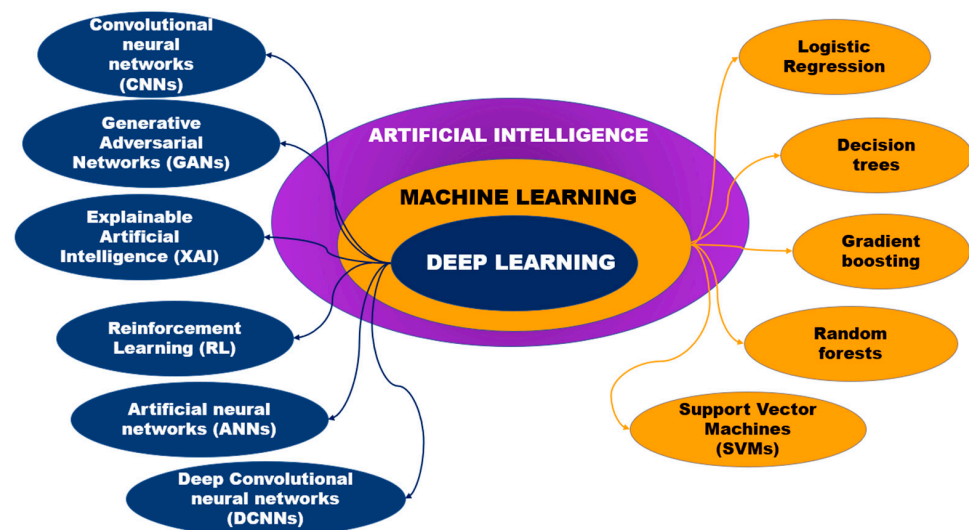 Convolutional
neural
networks
(CNNs)
Generative
Adversarial
Networks (GANs)
Explainable
Artificial
Intelligence (XAI)
Reinforcement
Learning (RL)
Artificial neural
networks (ANNs)
Deep Convolutional
neural networks
(DCNNs)
ARTIFICIAL INTELLIGENCE
MACHINE LEARNING
DEEP LEARNING
Logistic
Regression
Decision
trees
Gradient
boosting
Random
forests
Support Vector
Machines
(SVMs)